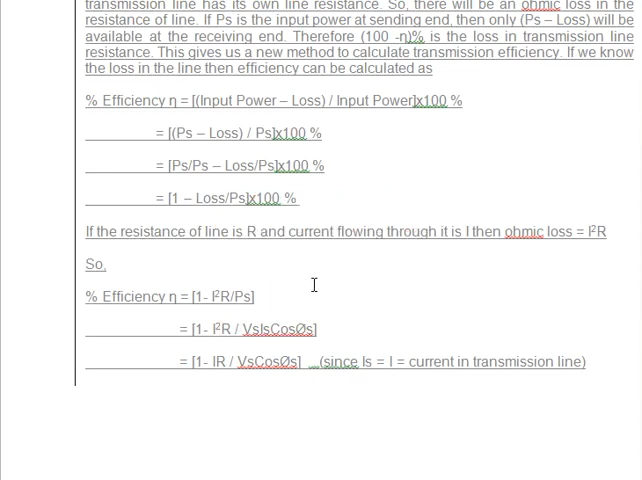 transmission line has its own line resistance. So, there will be an ohmic loss in the
resistance of line. If Ps is the input power at sending end, then only (Ps – Loss) will be
available at the receiving end. Therefore (100 -η)% is the loss in transmission line
resistance. This gives us a new method to calculate transmission efficiency. If we know
the loss in the line then efficiency can be calculated as
% Efficiency η = [(Input Power – Loss) / Input Power]x100 %
= [(Ps – Loss) / Ps]x100 %
= [Ps/Ps – Loss/Ps]x100 %
= [1 – Loss/Ps]x100 %
If the resistance of line is R and current flowing through it is I then ohmic loss = I²R
So,
% Efficiency η = [1- I²R/Ps]
= [1- I²R / VsIsCosØs]
= [1- IR / VsCosØs] (since Is = I = current in transmission line)